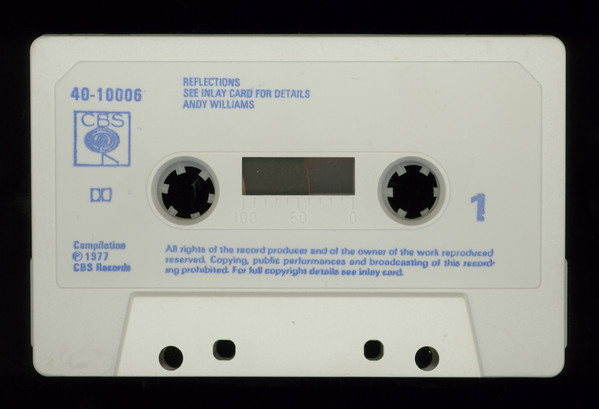 REFLECTIONS
SEE INLAY CARD FOR DETAILS
ANDY WILLIAMS
40-10006
CBS
100 50 0
1
Compilation
℗ 1977
CBS Records
All rights of the record producer and of the owner of the work reproduced
reserved. Copying, public performances and broadcasting of this record-
ing prohibited. For full copyright details see inlay card.